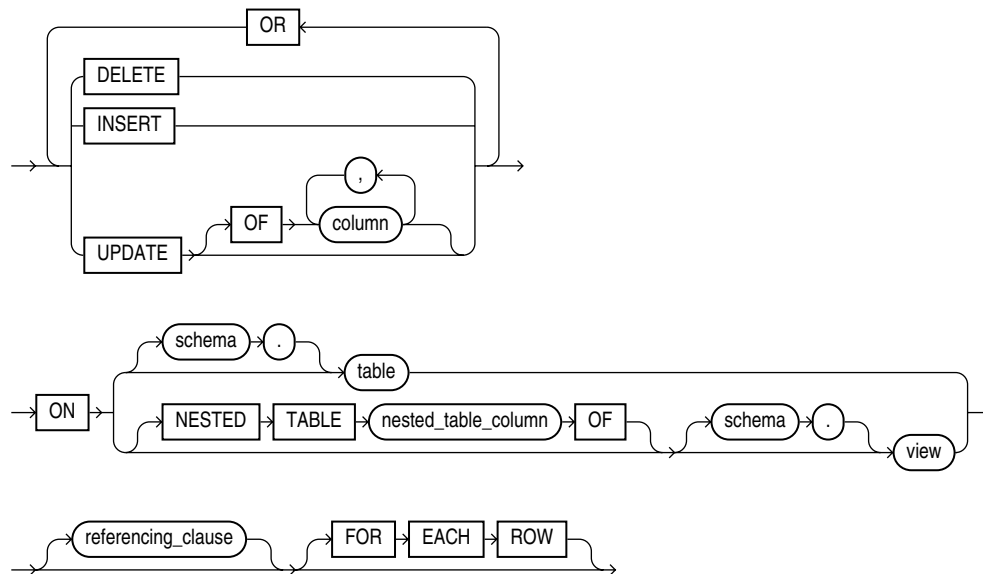 OR
DELETE
INSERT
,
OF column
UPDATE
schema .
table
ON NESTED TABLE nested_table_column OF schema .
view
referencing_clause FOR EACH ROW